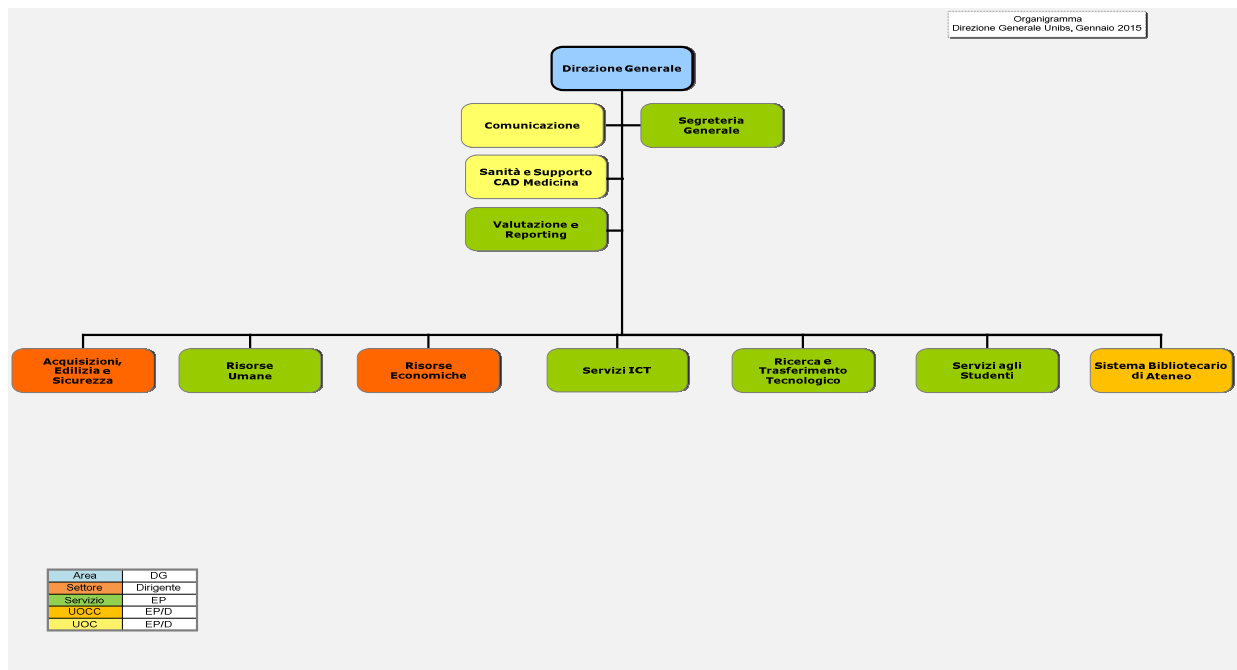 Organigramma
Direzione Generale Unibs, Gennaio 2015
Direzione Generale
Comunicazione
Segreteria
Generale
Sanità e Supporto
CAD Medicina
Valutazione e
Reporting
Acquisizioni,
Edilizia e
Sicurezza
Risorse
Umane
Risorse
Economiche
Servizi ICT
Ricerca e
Trasferimento
Tecnologico
Servizi agli
Studenti
Sistema Bibliotecario
di Ateneo
Area DG
Settore Dirigente
Servizio EP
UOCC EP/D
UOC EP/D